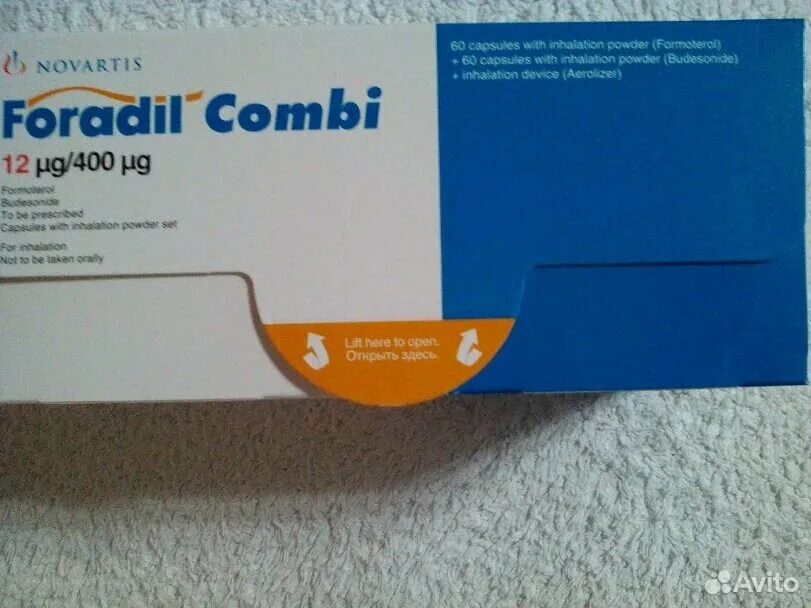 NOVARTIS
Foradil Combi
12 µg/400 µg
Formoterol
Budesonide
To be prescribed
Capsules with inhalation powder set
For inhalation
Not to be taken orally
60 capsules with inhalation powder (Formoterol)
+ 60 capsules with inhalation powder (Budesonide)
+ inhalation device (Aerolizer)
Lift here to open.
Открыть здесь.
Avito